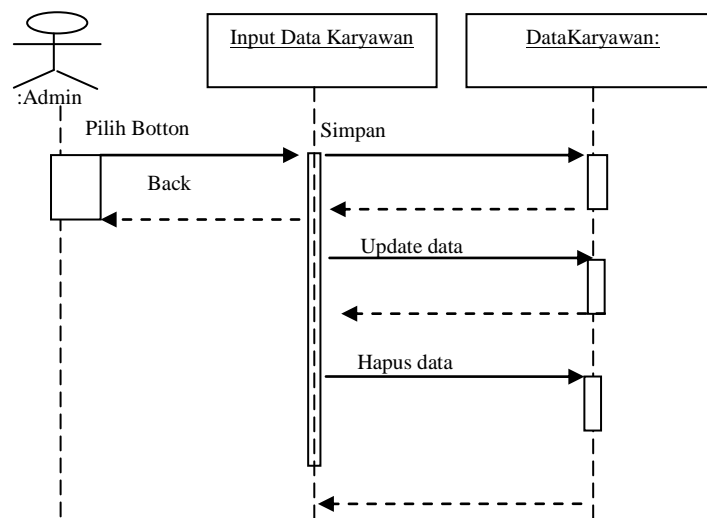 Input Data Karyawan
DataKaryawan:
:Admin
Pilih Botton
Simpan
Back
Update data
Hapus data